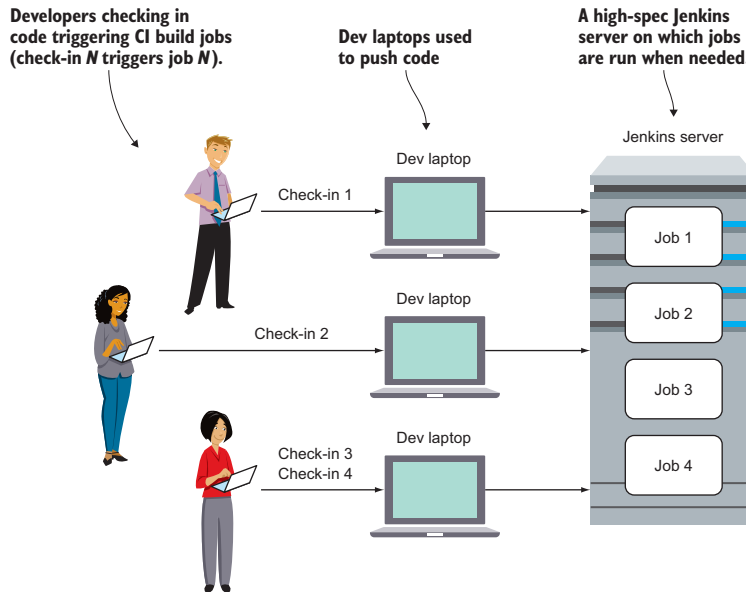 Developers checking in
code triggering CI build jobs
(check-in N triggers job N).
Dev laptops used
to push code
A high-spec Jenkins
server on which jobs
are run when needed
Jenkins server
Dev laptop
Check-in 1
Job 1
Dev laptop
Check-in 2
Job 2
Job 3
Dev laptop
Check-in 3
Check-in 4
Job 4